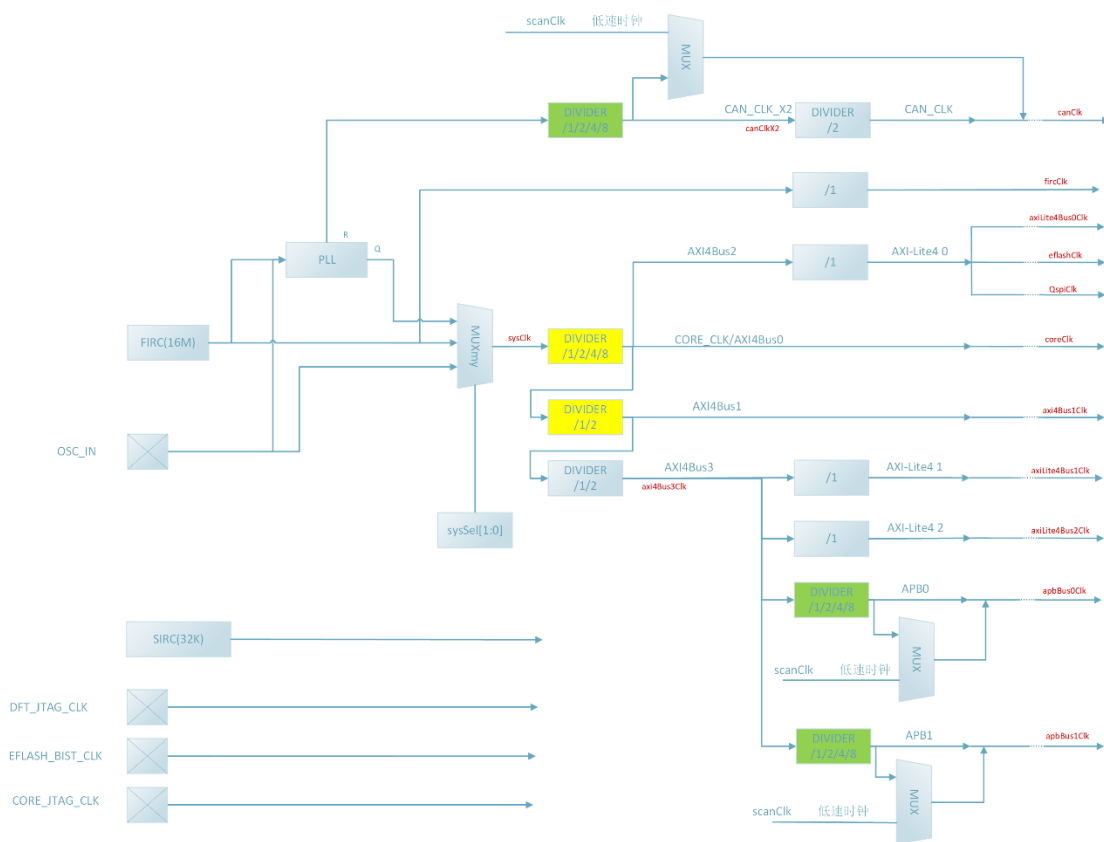 scanClk 低速时钟
MUX
DIVIDER
/1/2/4/8
CAN_CLK_X2
canClkX2
DIVIDER
/2
CAN_CLK
canClk
/1
fircClk
axiLite4Bus0Clk
R
Q
PLL
AXI4Bus2
/1
AXI-Lite4 0
eflashClk
QspiClk
FIRC(16M)
MUXmy
sysClk
DIVIDER
/1/2/4/8
CORE_CLK/AXI4Bus0
coreClk
DIVIDER
/1/2
AXI4Bus1
axi4Bus1Clk
OSC_IN
DIVIDER
/1/2
AXI4Bus3
axi4Bus3Clk
/1
AXI-Lite4 1
axiLite4Bus1Clk
sysSel[1:0]
/1
AXI-Lite4 2
axiLite4Bus2Clk
DIVIDER
/1/2/4/8
APB0
apbBus0Clk
SIRC(32K)
MUX
scanClk 低速时钟
DFT_JTAG_CLK
DIVIDER
/1/2/4/8
APB1
apbBus1Clk
EFLASH_BIST_CLK
MUX
CORE_JTAG_CLK
scanClk 低速时钟